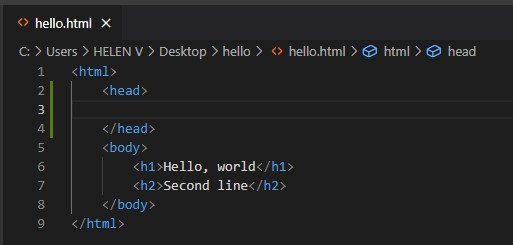 hello.html ×
C: > Users > HELEN V > Desktop > hello > hello.html > html > head
1 <html>
2 <head>
3
4 </head>
5 <body>
6 <h1>Hello, world</h1>
7 <h2>Second line</h2>
8 </body>
9 </html>